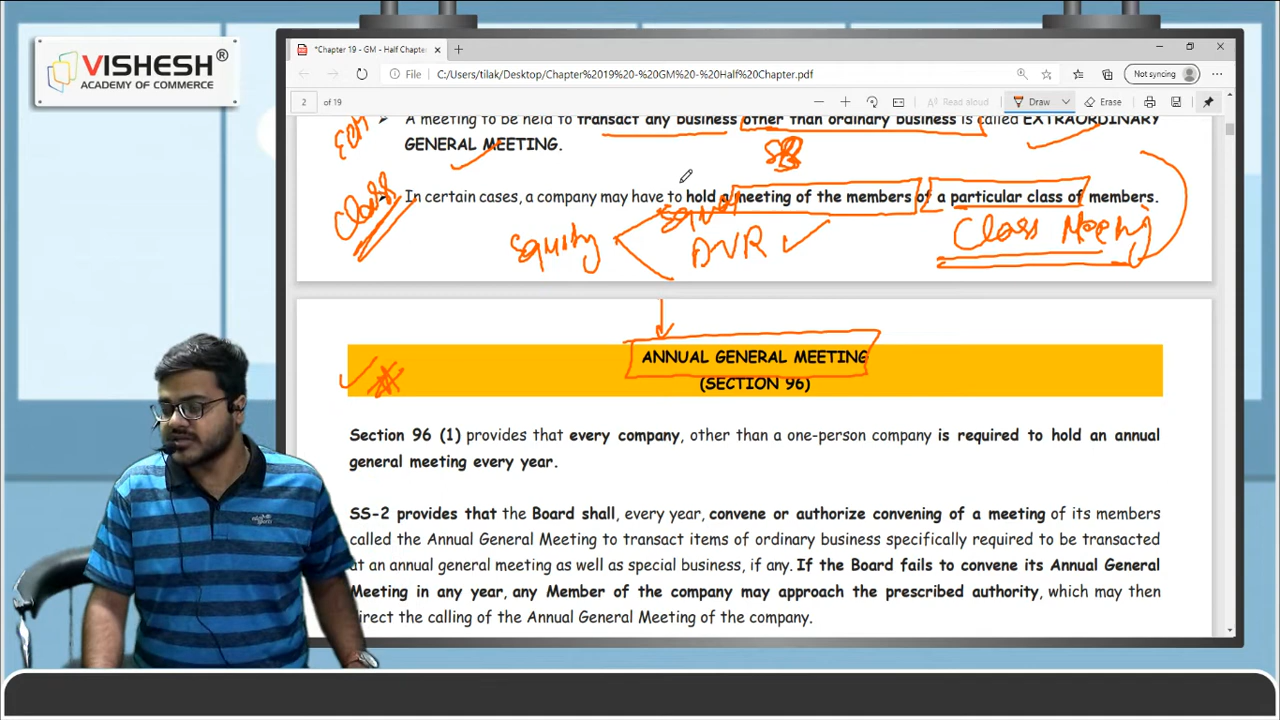 VISHESH®
ACADEMY OF COMMERCE
*Chapter 19 - GM - Half Chapter
File C:/Users/tilak/Desktop/Chapter%2019%20-%20GM%20-%20Half%20Chapter.pdf
Not syncing
2 of 19
Read aloud
Draw
Erase
A meeting to be held to transact any business other than ordinary business is called EXTRAORDINARY
GENERAL MEETING.
EGM
SB
Class
In certain cases, a company may have to hold a meeting of the members of a particular class of members.
Equity
Equal
DVR
Class Meeting
ANNUAL GENERAL MEETING
(SECTION 96)
Section 96 (1) provides that every company, other than a one-person company is required to hold an annual
general meeting every year.
SS-2 provides that the Board shall, every year, convene or authorize convening of a meeting of its members
called the Annual General Meeting to transact items of ordinary business specifically required to be transacted
at an annual general meeting as well as special business, if any. If the Board fails to convene its Annual General
Meeting in any year, any Member of the company may approach the prescribed authority, which may then
direct the calling of the Annual General Meeting of the company.